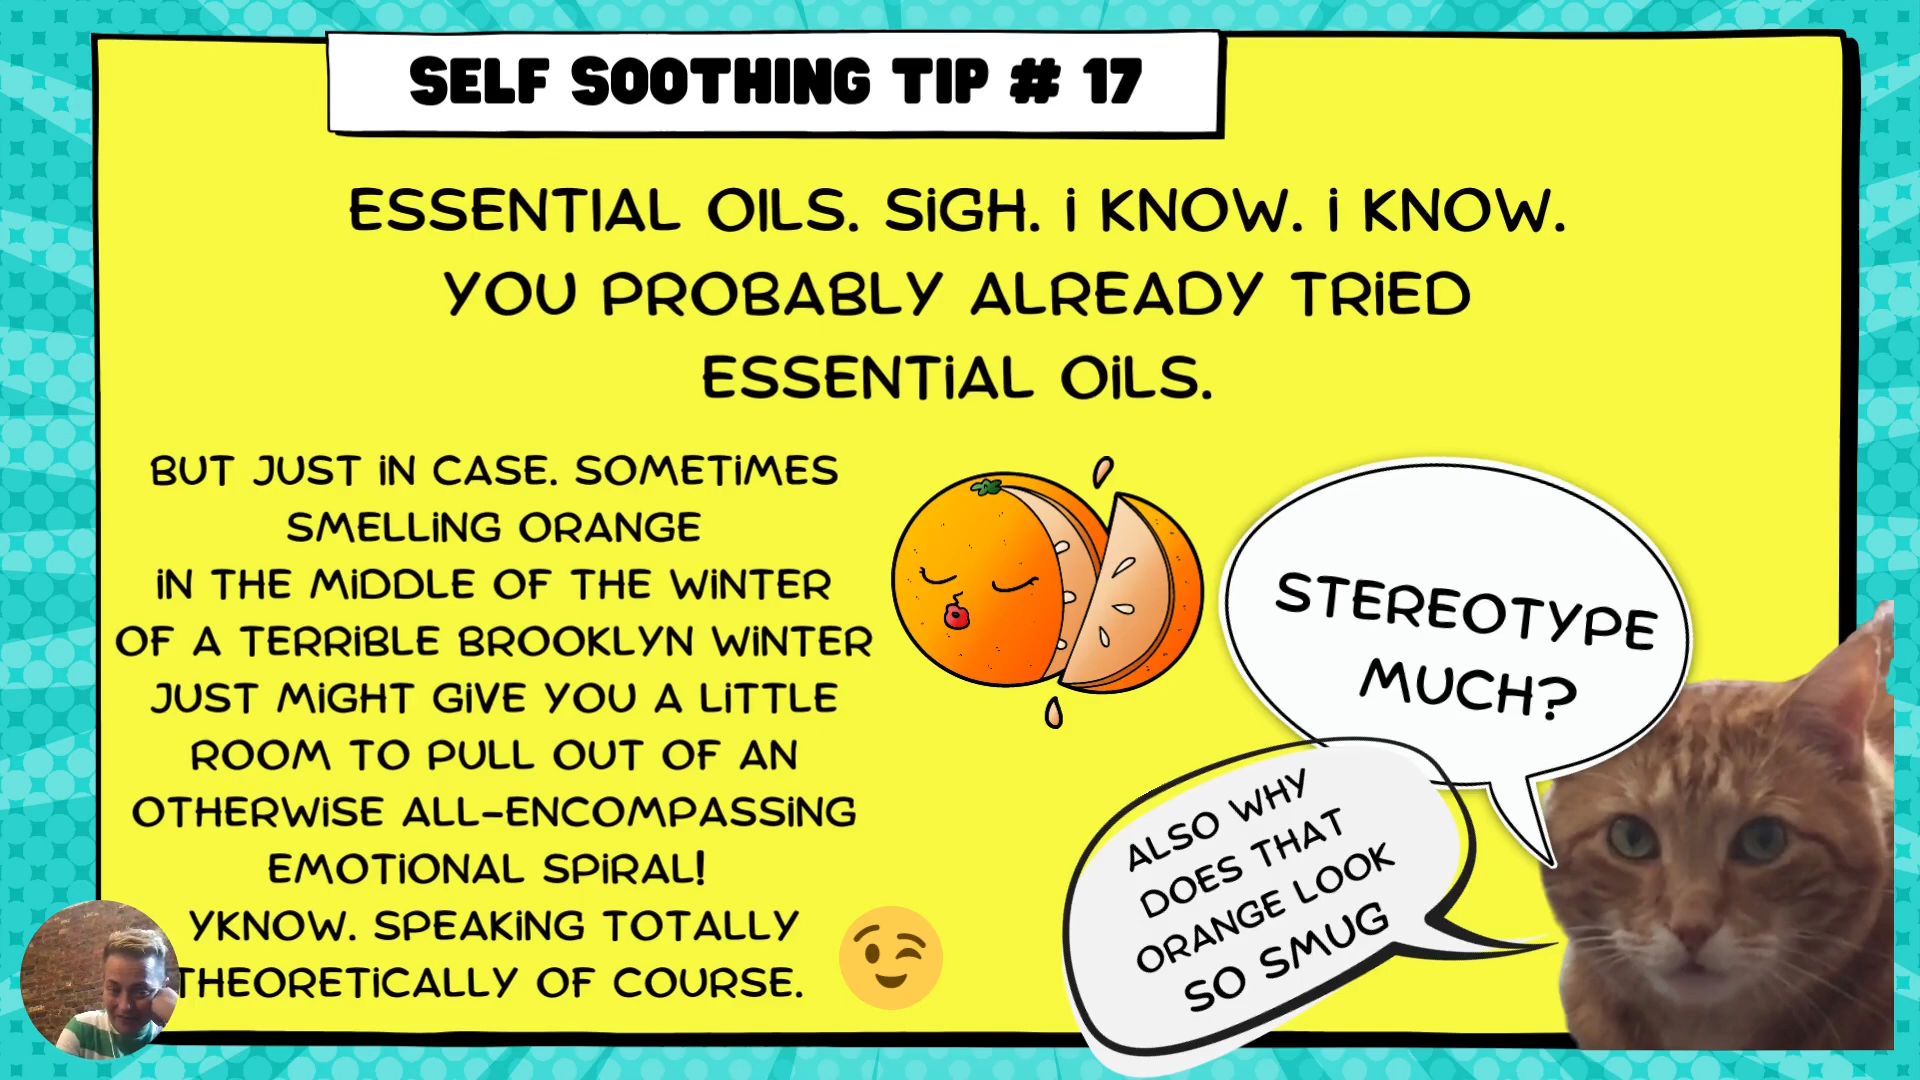 SELF SOOTHING TIP # 17
ESSENTIAL OILS. SIGH. I KNOW. I KNOW.
YOU PROBABLY ALREADY TRIED
ESSENTIAL OILS.
BUT JUST IN CASE. SOMETIMES
SMELLING ORANGE
IN THE MIDDLE OF THE WINTER
OF A TERRIBLE BROOKLYN WINTER
JUST MIGHT GIVE YOU A LITTLE
ROOM TO PULL OUT OF AN
OTHERWISE ALL-ENCOMPASSING
EMOTIONAL SPIRAL!
YKNOW. SPEAKING TOTALLY
THEORETICALLY OF COURSE.
STEREOTYPE
MUCH?
ALSO WHY
DOES THAT
ORANGE LOOK
SO SMUG